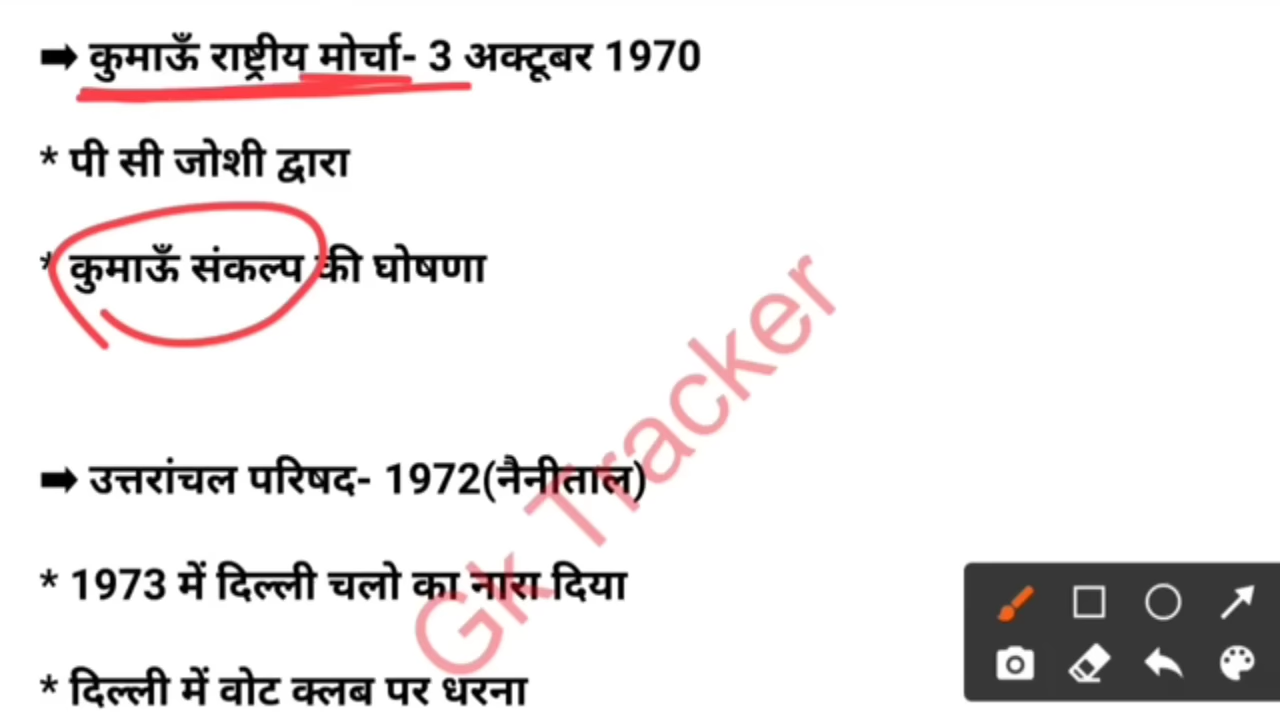 ➡ कुमाऊँ राष्ट्रीय मोर्चा- 3 अक्टूबर 1970
* पी सी जोशी द्वारा
* कुमाऊँ संकल्प की घोषणा
➡ उत्तरांचल परिषद- 1972(नैनीताल)
* 1973 में दिल्ली चलो का नारा दिया
* दिल्ली में वोट क्लब पर धरना
Gk Tracker